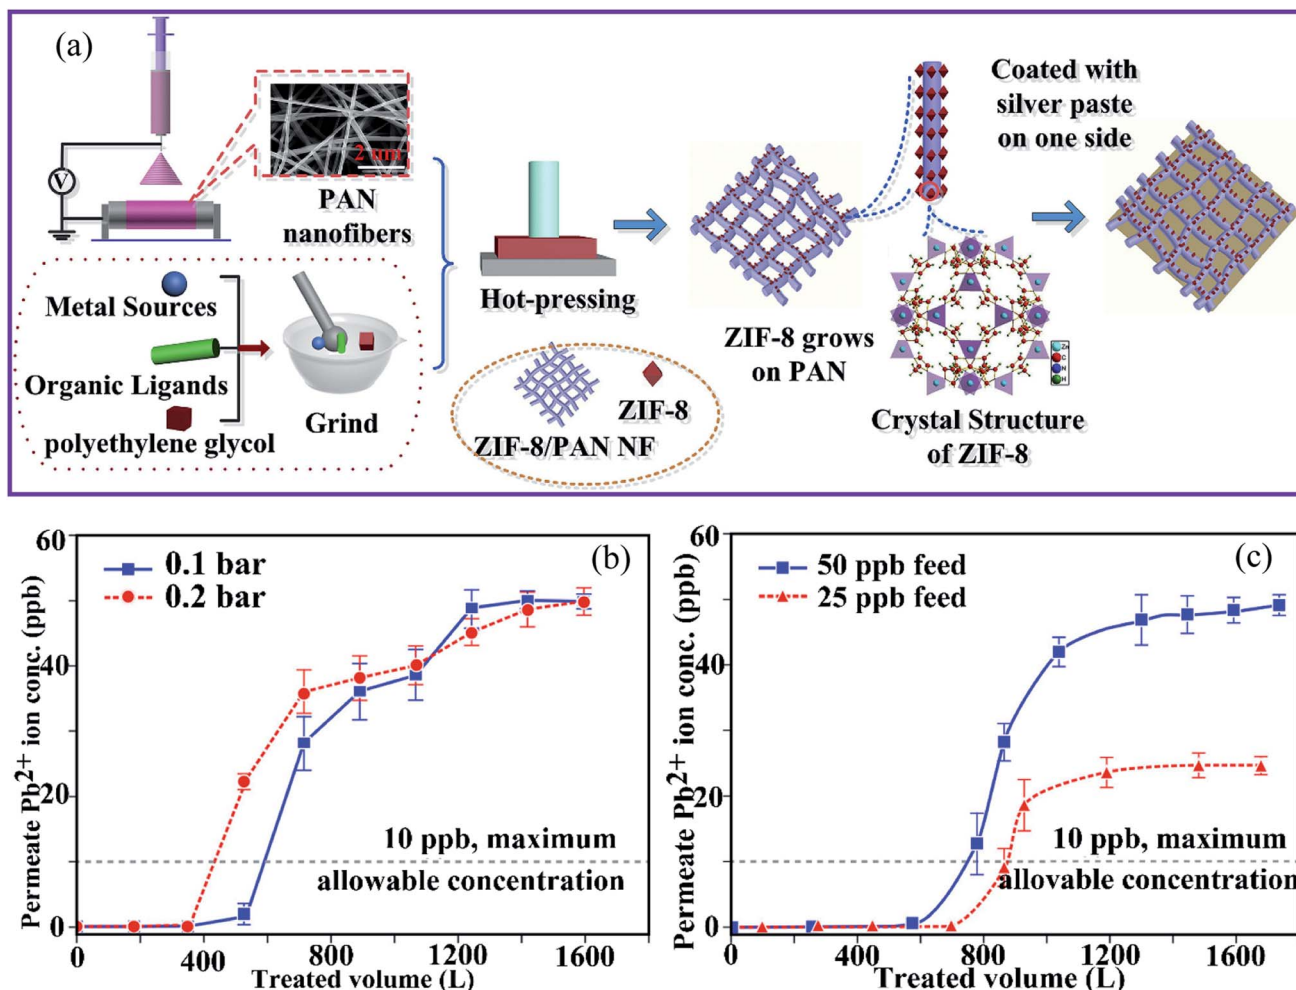 (a)
V
2 um
PAN
nanofibers
Metal Sources
Organic Ligands
polyethylene glycol
Grind
Hot-pressing
ZIF-8
ZIF-8/PAN NF
ZIF-8 grows
on PAN
Coated with
silver paste
on one side
Zn
C
N
H
Crystal Structure
of ZIF-8
(b)
0.1 bar
0.2 bar
60
40
20
0
Permeate Pb2+ ion conc. (ppb)
10 ppb, maximum
allowable concentration
0 400 800 1200 1600
Treated volume (L)
(c)
50 ppb feed
25 ppb feed
60
40
20
0
Permeate Pb2+ ion conc. (ppb)
10 ppb, maximum
allovable concentration
0 400 800 1200 1600
Treated volume (L)